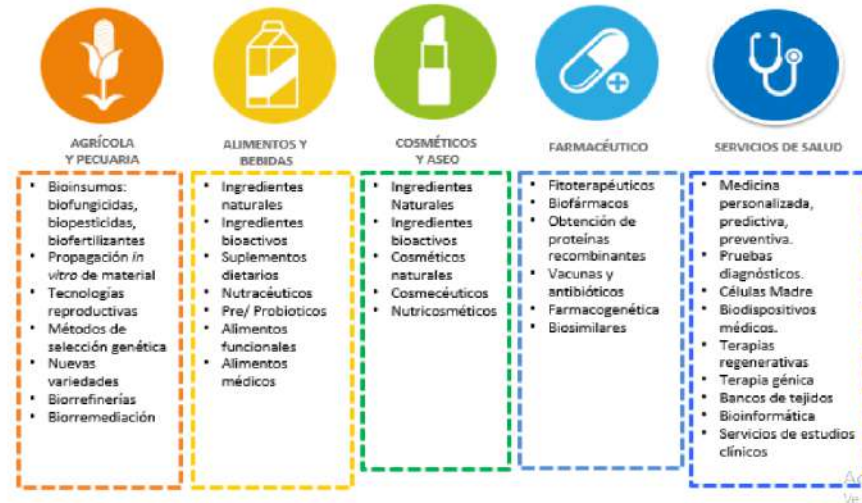 AGRÍCOLA
Y PECUARIA
• Bioinsumos:
biofungicidas,
biopesticidas,
biofertilizantes
• Propagación in
vitro de material
• Tecnologías
reproductivas
• Métodos de
selección genética
• Nuevas
variedades
• Biorrefinerías
• Biorremediación
ALIMENTOS Y
BEBIDAS
• Ingredientes
naturales
• Ingredientes
bioactivos
• Suplementos
dietarios
• Nutracéuticos
• Pre/ Probioticos
• Alimentos
funcionales
• Alimentos
médicos
COSMÉTICOS
Y ASEO
• Ingredientes
Naturales
• Ingredientes
bioactivos
• Cosméticos
naturales
• Cosmecéuticos
• Nutricosméticos
FARMACÉUTICO
• Fitoterapéuticos
• Biofármacos
• Obtención de
proteínas
recombinantes
• Vacunas y
antibióticos
• Farmacogenética
• Biosimilares
SERVICIOS DE SALUD
• Medicina
personalizada,
predictiva,
preventiva.
• Pruebas
diagnósticos.
• Células Madre
• Biodispositivos
médicos.
• Terapias
regenerativas
• Terapia génica
• Bancos de tejidos
• Bioinformática
• Servicios de estudios
clínicos